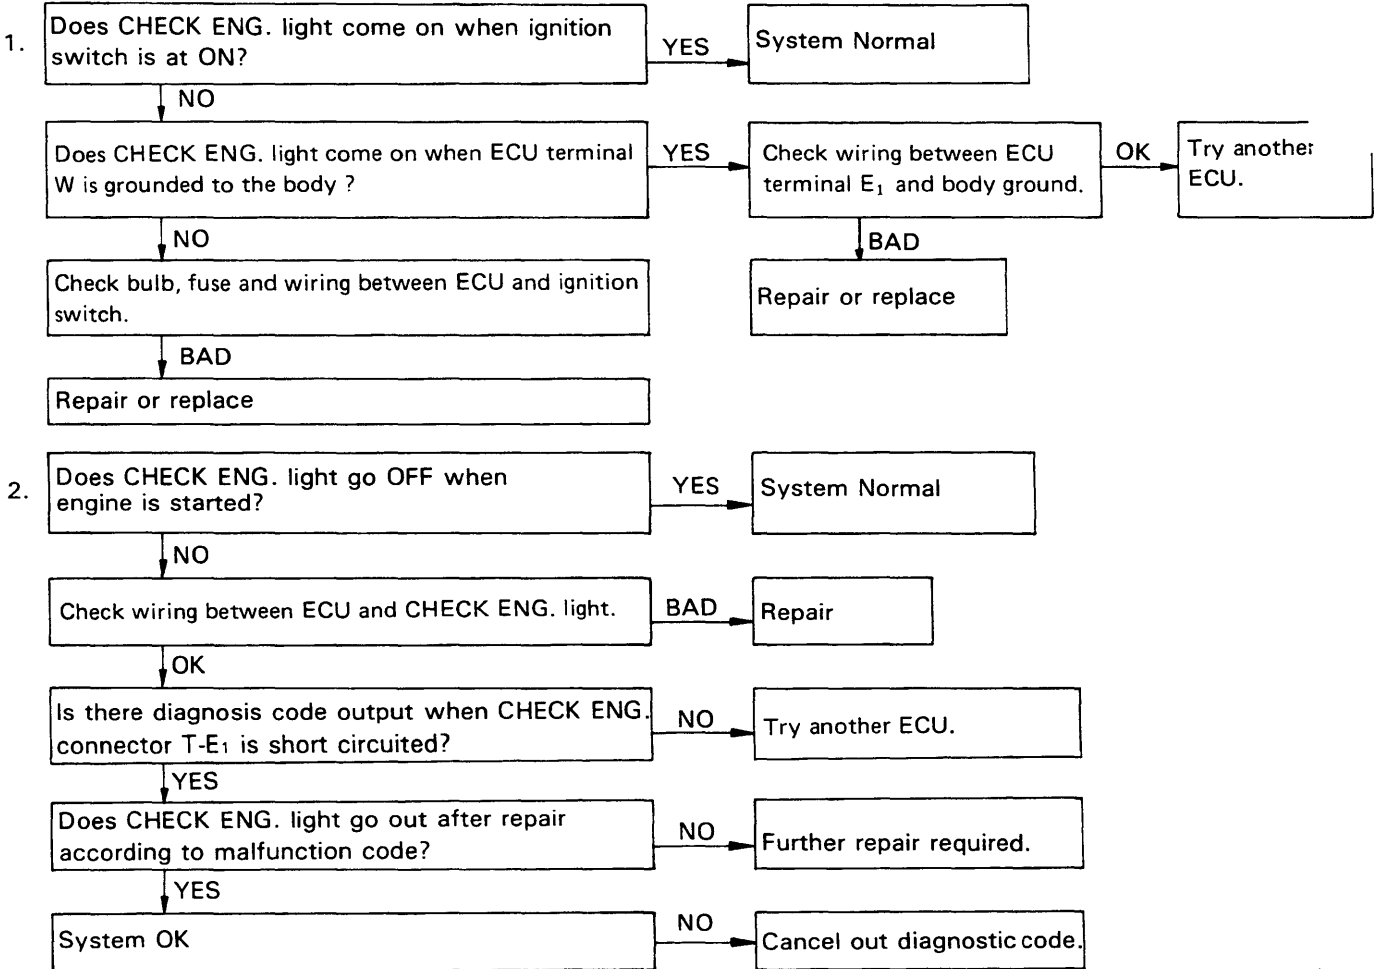 1.
Does CHECK ENG. light come on when ignition
switch is at ON?
YES
System Normal
NO
Does CHECK ENG. light come on when ECU terminal
W is grounded to the body ?
YES
Check wiring between ECU
terminal E₁ and body ground.
OK
Try another
ECU.
NO
BAD
Check bulb, fuse and wiring between ECU and ignition
switch.
Repair or replace
BAD
Repair or replace
2.
Does CHECK ENG. light go OFF when
engine is started?
YES
System Normal
NO
Check wiring between ECU and CHECK ENG. light.
BAD
Repair
OK
Is there diagnosis code output when CHECK ENG.
connector T-E₁ is short circuited?
NO
Try another ECU.
YES
Does CHECK ENG. light go out after repair
according to malfunction code?
NO
Further repair required.
YES
System OK
NO
Cancel out diagnostic code.